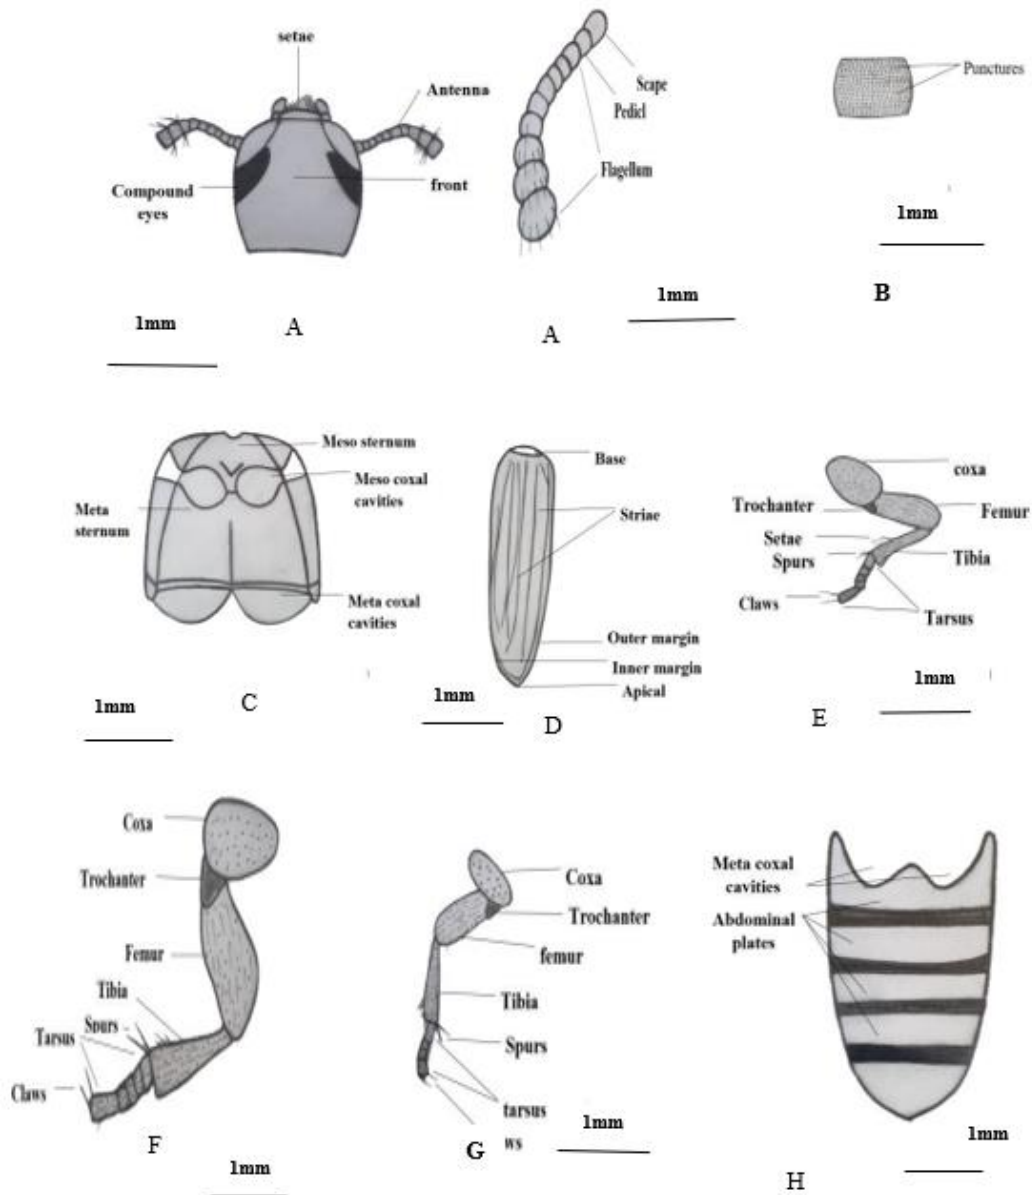 setae
Antenna
Compound
eyes
front
1mm
A
Scape
Pedicl
Flagellum
1mm
A
Punctures
1mm
B
Meso sternum
Meso coxal
cavities
Meta
sternum
Meta coxal
cavities
1mm
C
Base
Striae
Outer margin
Inner margin
Apical
1mm
D
coxa
Trochanter
Femur
Setae
Spurs
Tibia
Claws
Tarsus
1mm
E
Coxa
Trochanter
Femur
Tibia
Spurs
Tarsus
Claws
F
1mm
Coxa
Trochanter
femur
Tibia
Spurs
tarsus
ws
G
1mm
Meta coxal
cavities
Abdominal
plates
1mm
H